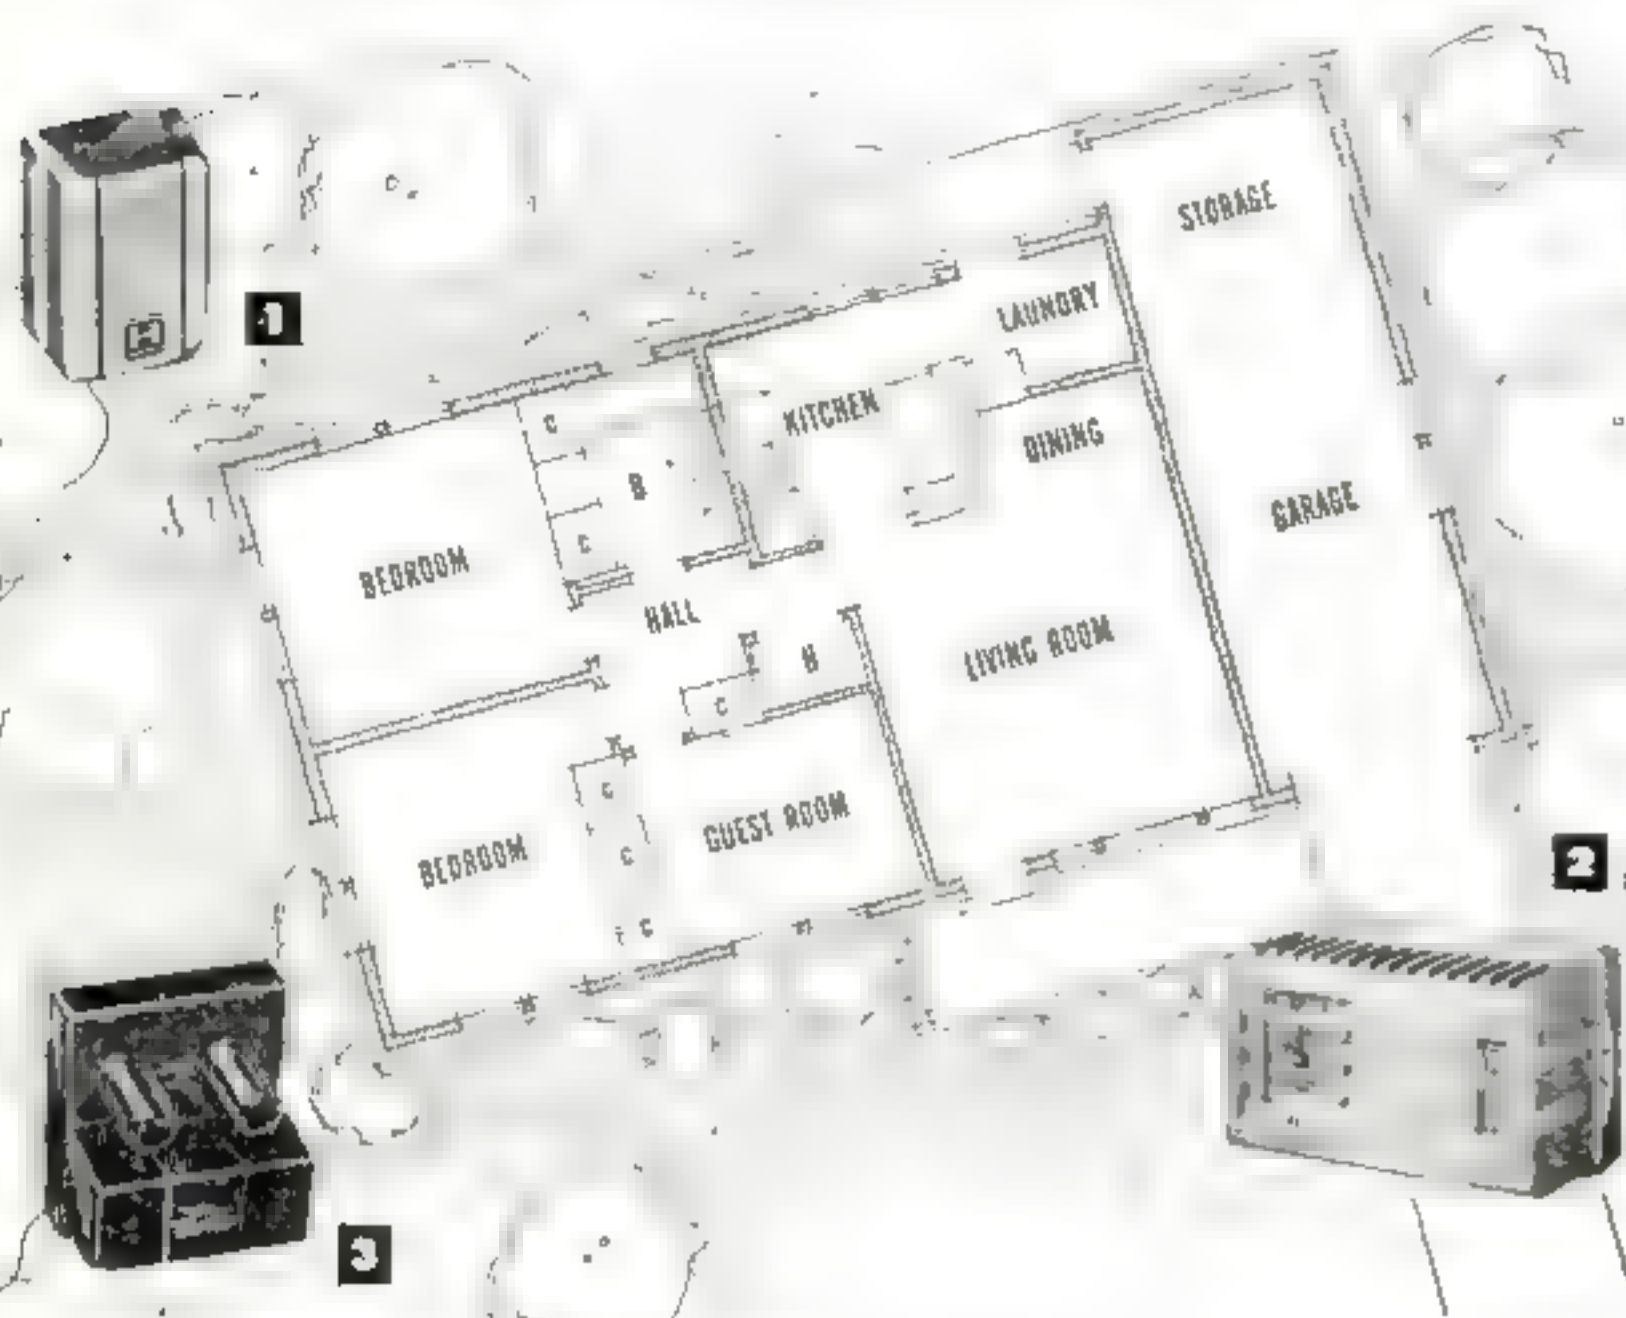 STORAGE
LAUNDRY
1
KITCHEN
C
DINING
B
GARAGE
C
BEDROOM
HALL
LIVING ROOM
H
C
C
GUEST ROOM
BEDROOM
C
2
C
3